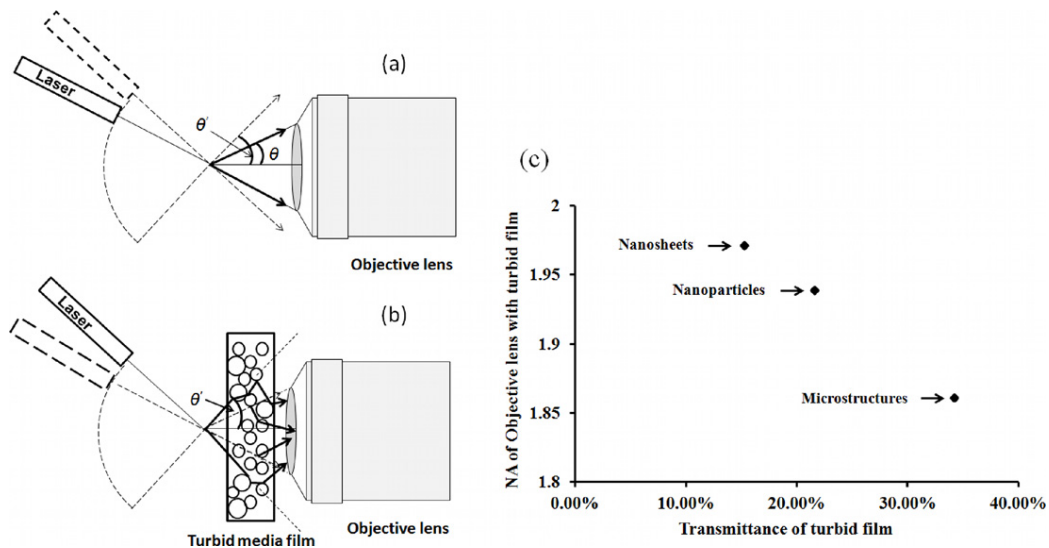 (a)
Laser
θ'
θ
Objective lens
(b)
Laser
θ'
Objective lens
Turbid media film
(c)
NA of Objective lens with turbid film
2
1.95
1.9
1.85
1.8
Nanosheets
Nanoparticles
Microstructures
0.00%
10.00%
20.00%
30.00%
40.00%
Transmittance of turbid film